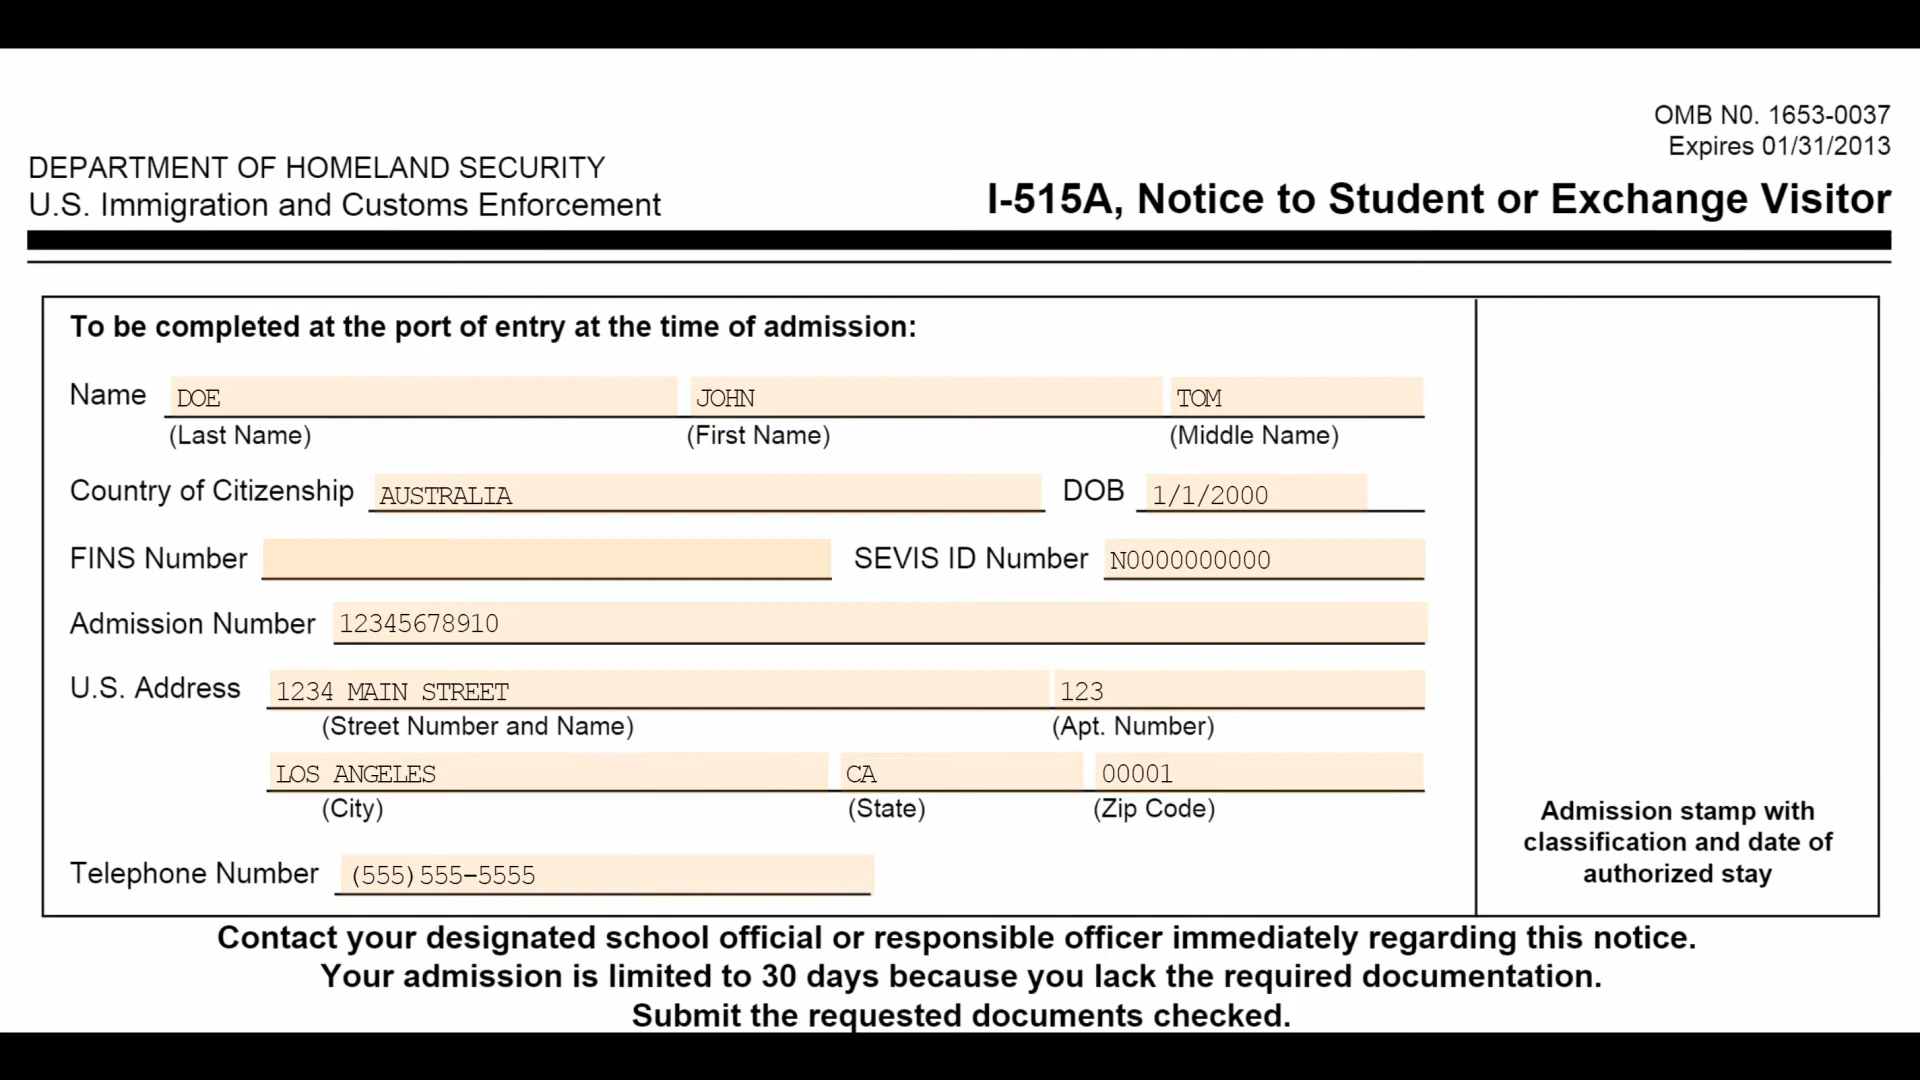 OMB N0. 1653-0037
Expires 01/31/2013
DEPARTMENT OF HOMELAND SECURITY
U.S. Immigration and Customs Enforcement
I-515A, Notice to Student or Exchange Visitor
To be completed at the port of entry at the time of admission:
Name DOE JOHN TOM
(Last Name) (First Name) (Middle Name)
Country of Citizenship AUSTRALIA DOB 1/1/2000
FINS Number SEVIS ID Number N0000000000
Admission Number 12345678910
U.S. Address 1234 MAIN STREET 123
(Street Number and Name) (Apt. Number)
LOS ANGELES CA 00001
(City) (State) (Zip Code)
Telephone Number (555)555-5555
Admission stamp with
classification and date of
authorized stay
Contact your designated school official or responsible officer immediately regarding this notice.
Your admission is limited to 30 days because you lack the required documentation.
Submit the requested documents checked.